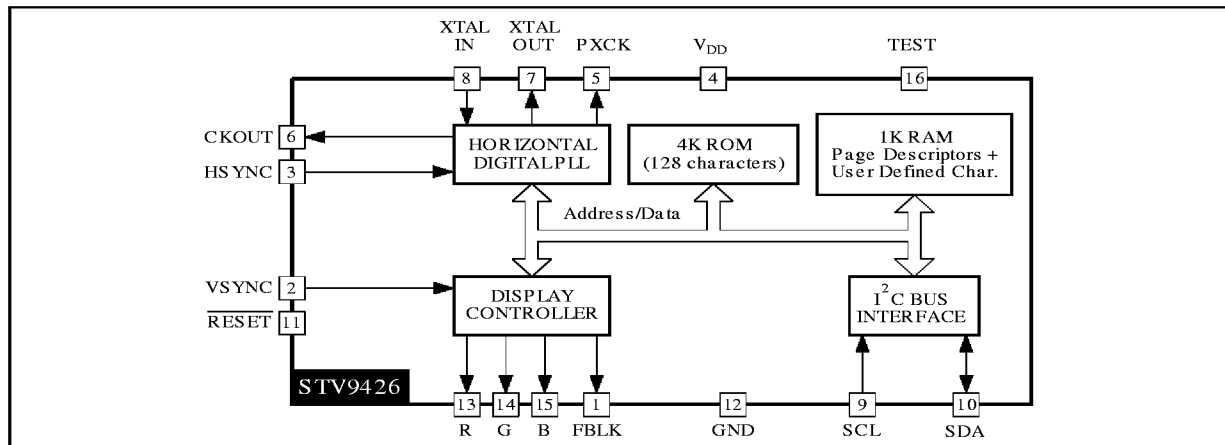 XTAL IN
XTAL OUT
PXCK
VDD
TEST
8
7
5
4
16
CKOUT 6
HSYNC 3
HORIZONTAL
DIGITAL PLL
4K ROM
(128 characters)
1K RAM
Page Descriptors +
User Defined Char.
Address/Data
VSYNC 2
RESET 11
DISPLAY
CONTROLLER
I2C BUS
INTERFACE
STV9426
13
14
15
1
12
9
10
R
G
B
FBLK
GND
SCL
SDA